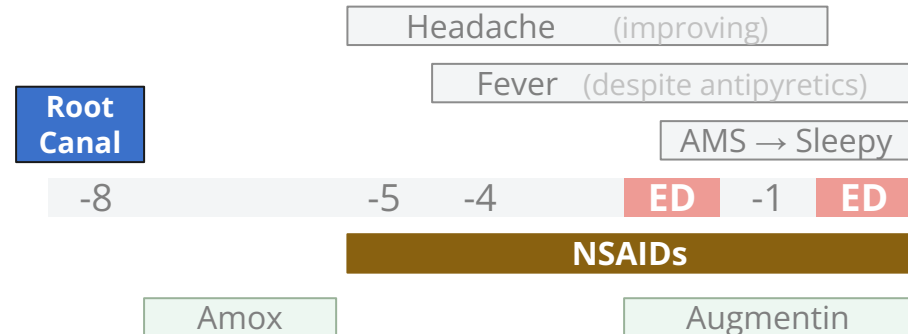 Headache (improving)
Fever (despite antipyretics)
Root
Canal
AMS → Sleepy
-8 -5 -4 ED -1 ED
NSAIDs
Amox Augmentin